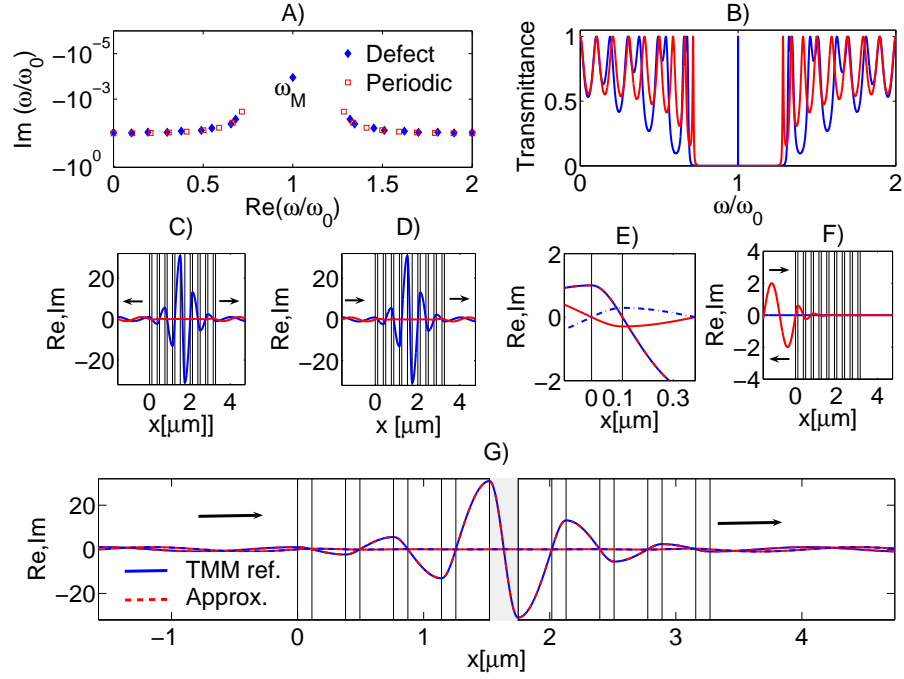 A)
Im (ω/ω0)
−10−5
−10−3
−100
Defect
Periodic
ωM
0 0.5 1 1.5 2
Re(ω/ω0)
B)
Transmittance
1
0.5
0
0 1 2
ω/ω0
C)
Re,Im
20
0
−20
0 2 4
x[μm]]
D)
Re,Im
20
0
−20
0 2 4
x [μm]
E)
Re,Im
2
0
−2
0 0.1 0.3
x[μm]
F)
Re,Im
4
2
0
−2
−4
0 2 4
x[μm]
G)
Re,Im
20
0
−20
TMM ref.
Approx.
−1 0 1 2 3 4
x[μm]